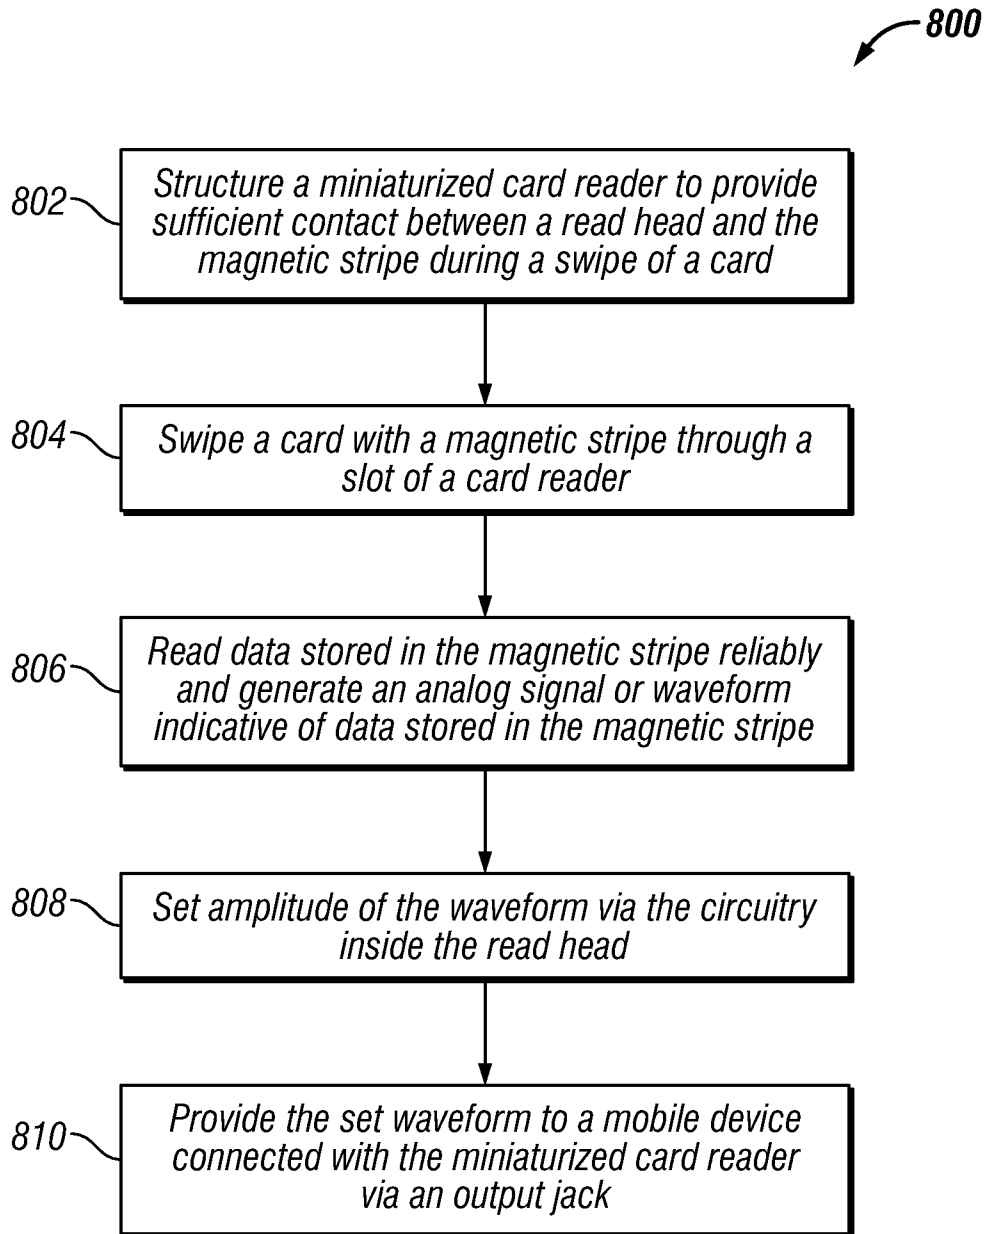 800
802
Structure a miniaturized card reader to provide
sufficient contact between a read head and the
magnetic stripe during a swipe of a card
804
Swipe a card with a magnetic stripe through a
slot of a card reader
806
Read data stored in the magnetic stripe reliably
and generate an analog signal or waveform
indicative of data stored in the magnetic stripe
808
Set amplitude of the waveform via the circuitry
inside the read head
810
Provide the set waveform to a mobile device
connected with the miniaturized card reader
via an output jack